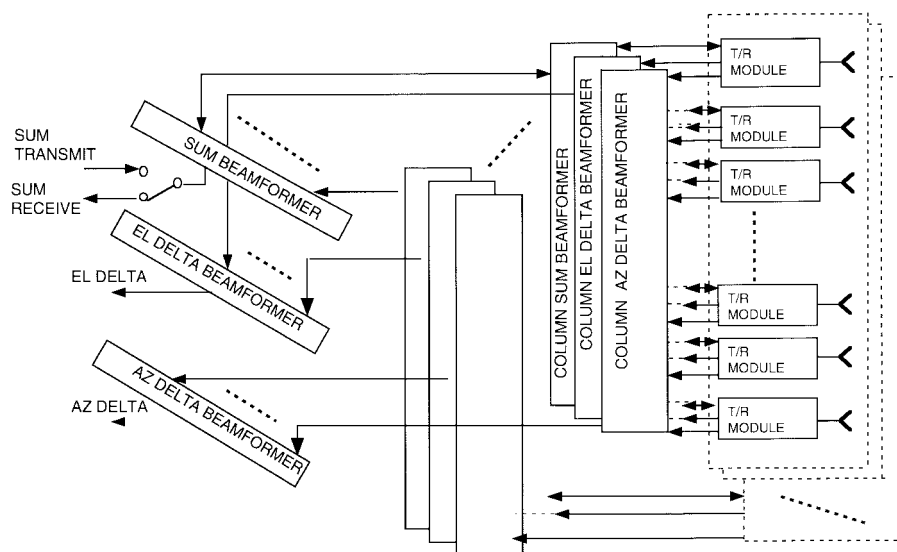 SUM
TRANSMIT
SUM
RECEIVE
SUM BEAMFORMER
EL DELTA
EL DELTA BEAMFORMER
AZ DELTA
AZ DELTA BEAMFORMER
COLUMN SUM BEAMFORMER
COLUMN EL DELTA BEAMFORMER
COLUMN AZ DELTA BEAMFORMER
T/R
MODULE
T/R
MODULE
T/R
MODULE
T/R
MODULE
T/R
MODULE
T/R
MODULE